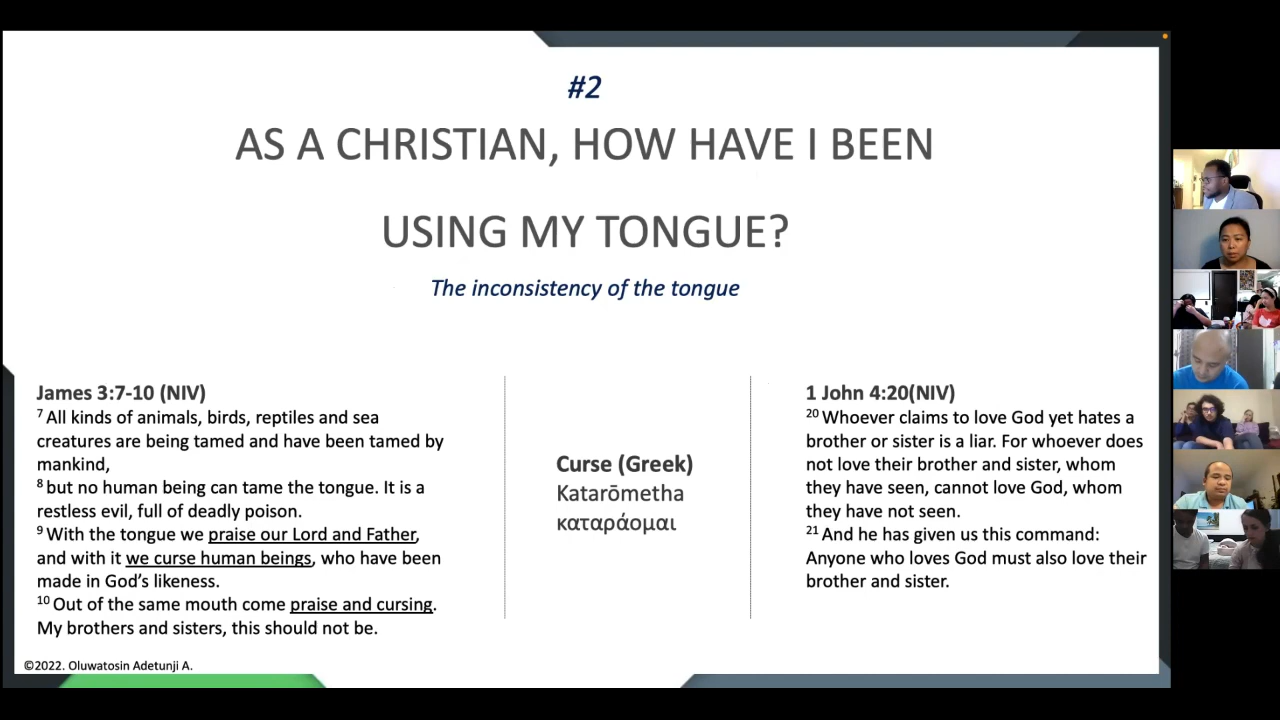 #2
AS A CHRISTIAN, HOW HAVE I BEEN
USING MY TONGUE?
The inconsistency of the tongue
James 3:7-10 (NIV)
7 All kinds of animals, birds, reptiles and sea
creatures are being tamed and have been tamed by
mankind,
8 but no human being can tame the tongue. It is a
restless evil, full of deadly poison.
9 With the tongue we praise our Lord and Father,
and with it we curse human beings, who have been
made in God's likeness.
10 Out of the same mouth come praise and cursing.
My brothers and sisters, this should not be.
Curse (Greek)
Katarōmetha
καταράομαι
1 John 4:20(NIV)
20 Whoever claims to love God yet hates a
brother or sister is a liar. For whoever does
not love their brother and sister, whom
they have seen, cannot love God, whom
they have not seen.
21 And he has given us this command:
Anyone who loves God must also love their
brother and sister.
©2022. Oluwatosin Adetunji A.